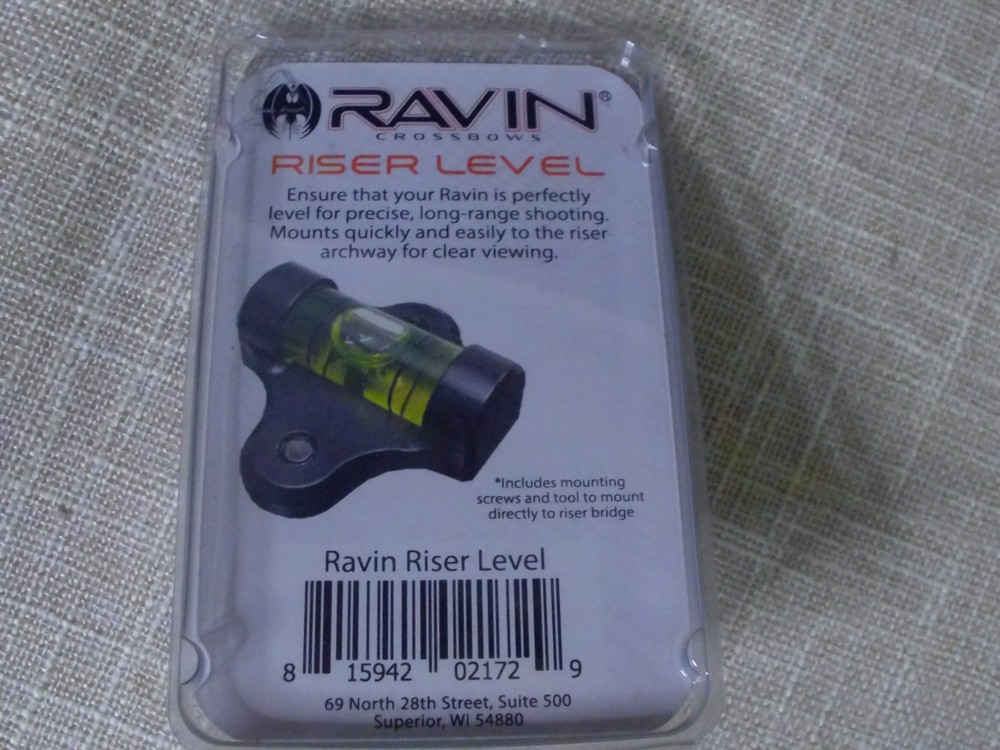 RAVIN®
CROSSBOWS
RISER LEVEL
Ensure that your Ravin is perfectly
level for precise, long-range shooting.
Mounts quickly and easily to the riser
archway for clear viewing.
*Includes mounting
screws and tool to mount
directly to riser bridge
Ravin Riser Level
8 15942 02172 9
69 North 28th Street, Suite 500
Superior, WI 54880